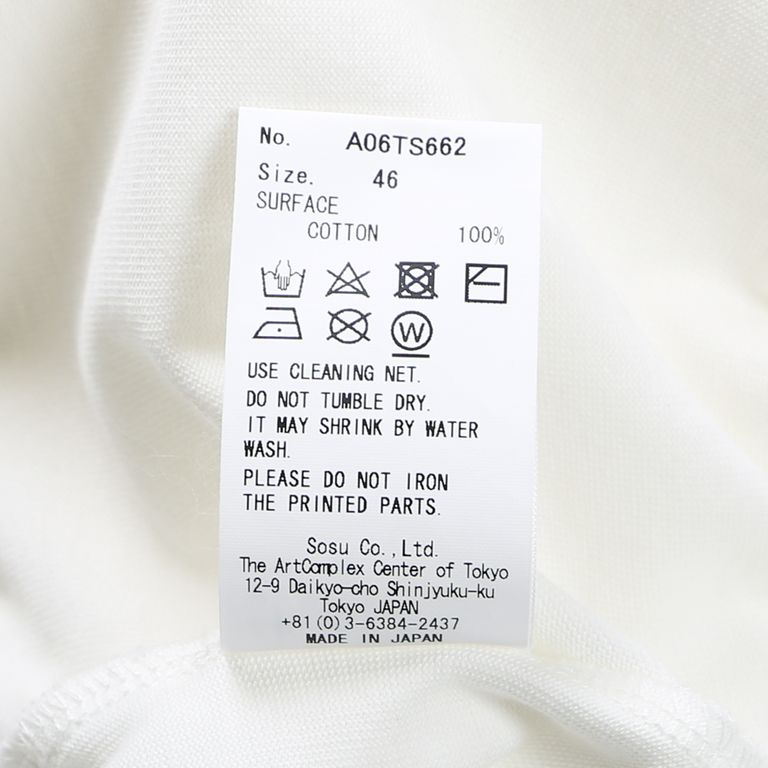 No. A06TS662
Size. 46
SURFACE
COTTON 100%
W
USE CLEANING NET.
DO NOT TUMBLE DRY.
IT MAY SHRINK BY WATER
WASH.
PLEASE DO NOT IRON
THE PRINTED PARTS.
Sosu Co.,Ltd.
The ArtComplex Center of Tokyo
12-9 Daikyo-cho Shinjyuku-ku
Tokyo JAPAN
+81(0)3-6384-2437
MADE IN JAPAN